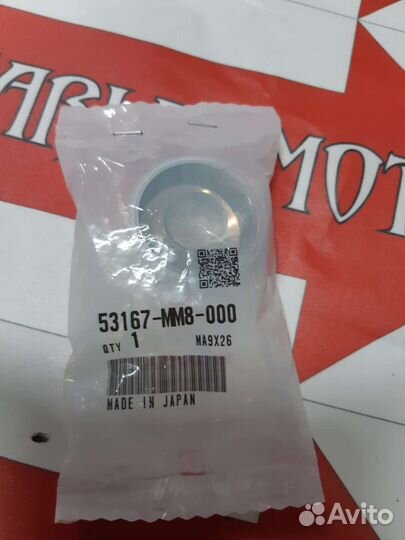 53167-MM8-000
QTY 1 MA9X26
MADE IN JAPAN
Avito